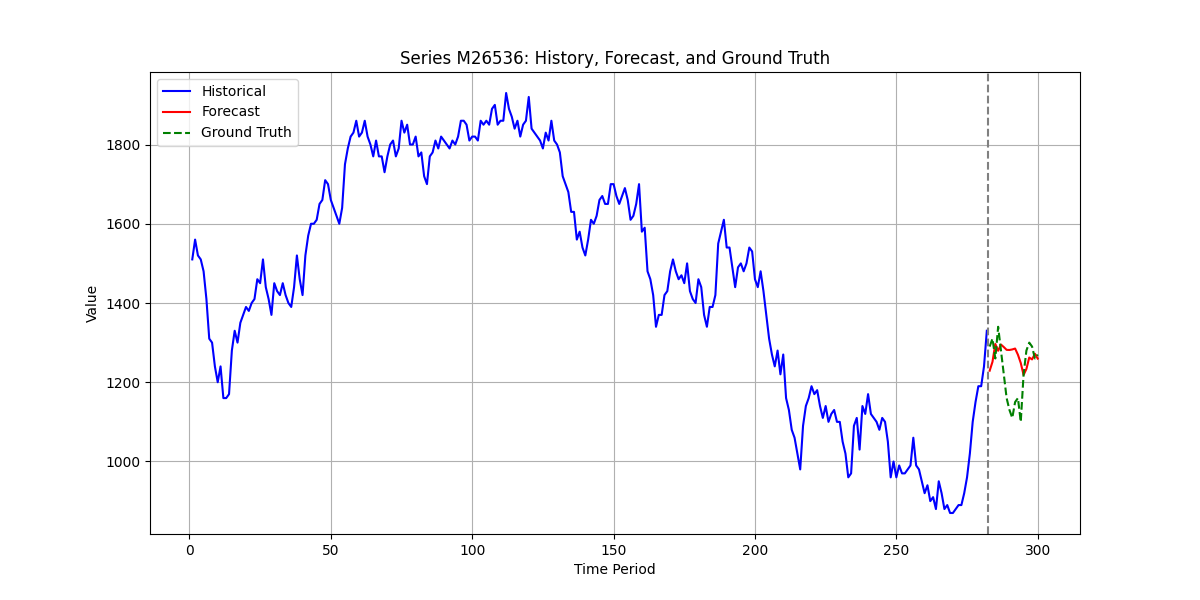 Series M26536: History, Forecast, and Ground Truth
Historical
Forecast
Ground Truth
Value
1800
1600
1400
1200
1000
0 50 100 150 200 250 300
Time Period